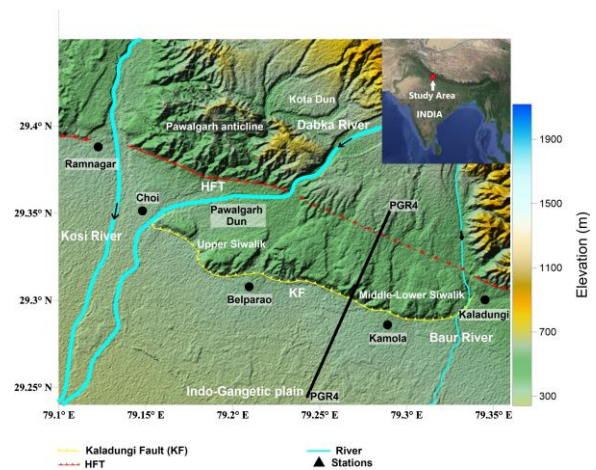 Study Area
INDIA
Kota Dun
29.4°
Pawalgarh anticline
Dabka River
Ramnagar
HFT
29.35°
Choi
Pawalgarh
Dun
PGR4
Kosi River
Upper Siwalik
29.3°
KF
Middle-Lower Siwalik
Belparao
Kaladungi
Kamola
Baur River
29.25°
Indo-Gangetic plain
PGR4
79.1°
79.15°
79.2°
79.25°
79.3°
79.35°
1900
1500
1100
700
300
Elevation (m)
Kaladungi Fault (KF)
HFT
River
Stations